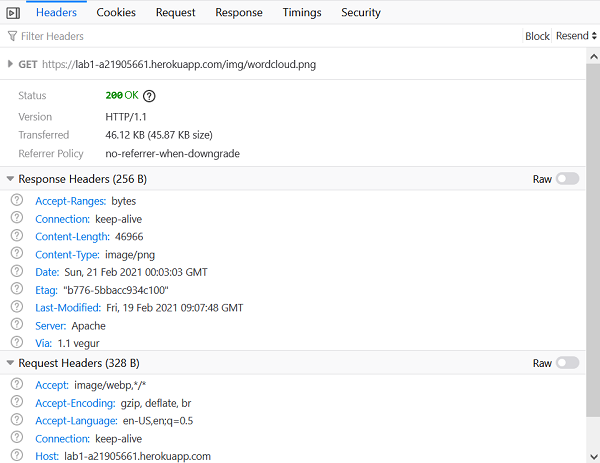 Headers Cookies Request Response Timings Security
Filter Headers Block Resend
GET https://lab1-a21905661.herokuapp.com/img/wordcloud.png
Status 200 OK ?
Version HTTP/1.1
Transferred 46.12 KB (45.87 KB size)
Referrer Policy no-referrer-when-downgrade
Response Headers (256 B) Raw
? Accept-Ranges: bytes
? Connection: keep-alive
? Content-Length: 46966
? Content-Type: image/png
? Date: Sun, 21 Feb 2021 00:03:03 GMT
? Etag: "b776-5bbacc934c100"
? Last-Modified: Fri, 19 Feb 2021 09:07:48 GMT
? Server: Apache
? Via: 1.1 vegur
Request Headers (328 B) Raw
? Accept: image/webp,*/*
? Accept-Encoding: gzip, deflate, br
? Accept-Language: en-US,en;q=0.5
? Connection: keep-alive
? Host: lab1-a21905661.herokuapp.com